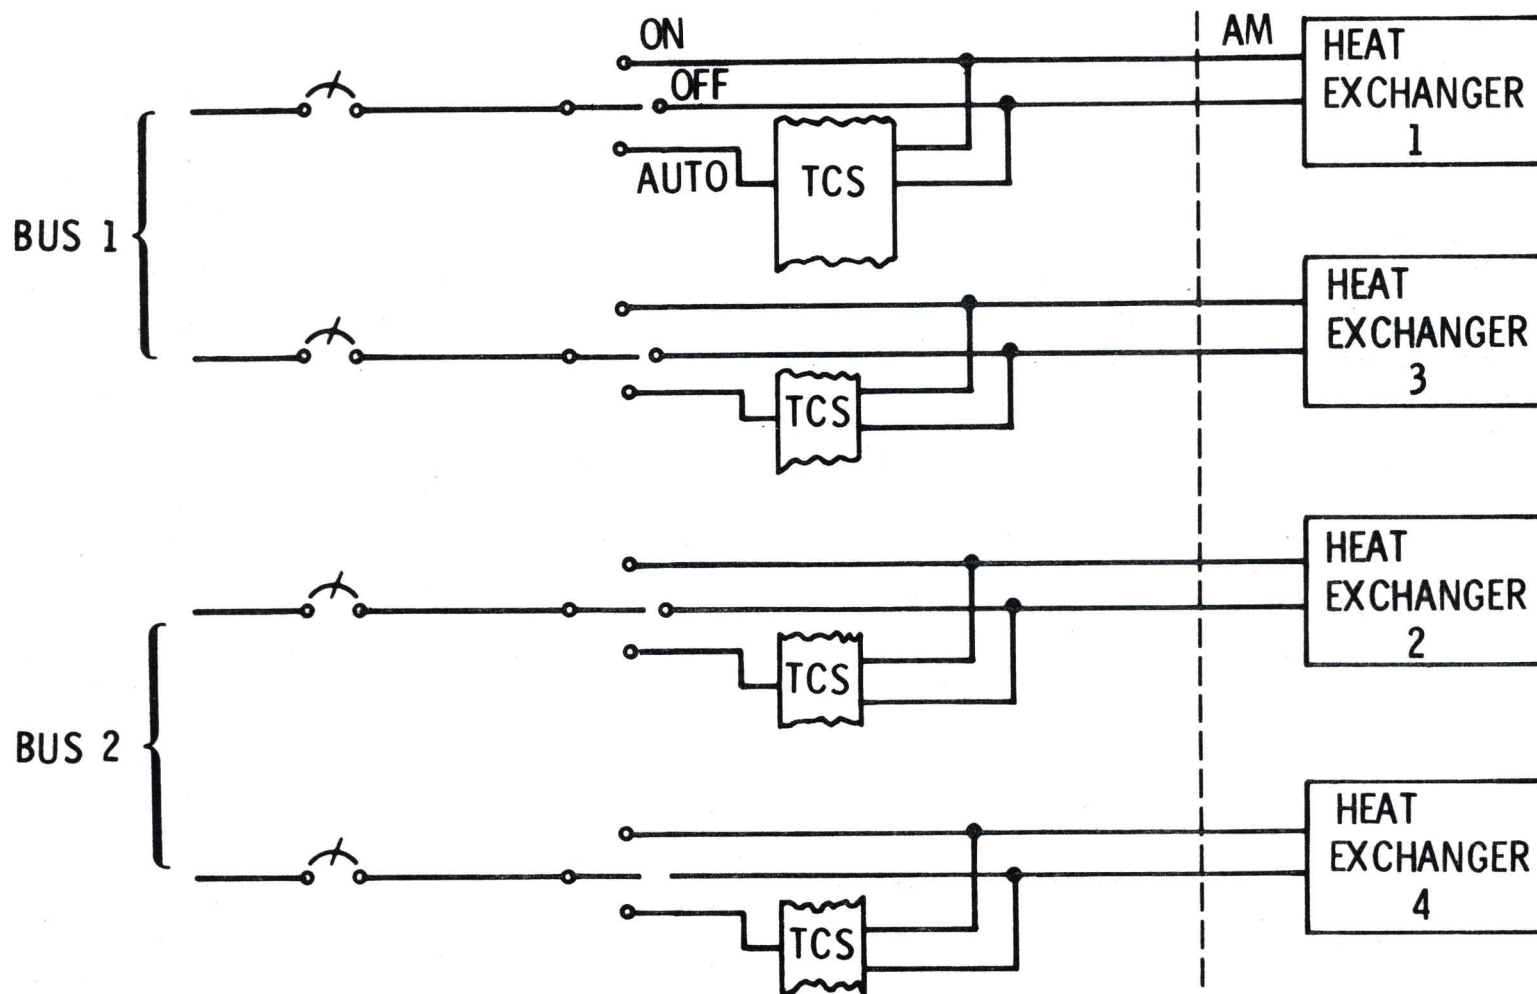 ON
AM
HEAT
EXCHANGER
1
OFF
AUTO
TCS
BUS 1
HEAT
EXCHANGER
3
TCS
HEAT
EXCHANGER
2
TCS
BUS 2
HEAT
EXCHANGER
4
TCS